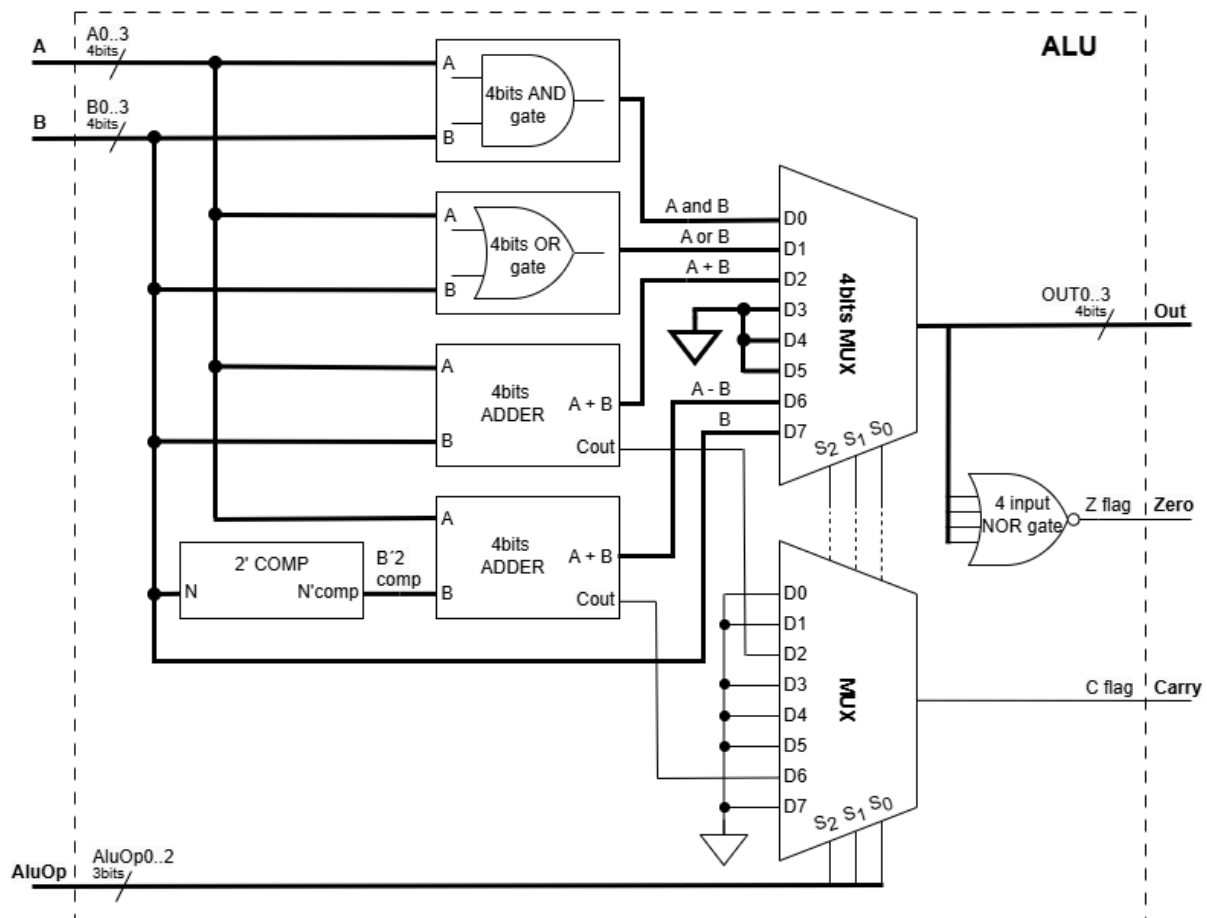 ALU
A
A0..3
4bits
B
B0..3
4bits
A
B
4bits AND
gate
A
B
4bits OR
gate
A
B
4bits
ADDER
A + B
Cout
A
B
4bits
ADDER
A + B
Cout
2' COMP
N
N'comp
B´2
comp
A and B
A or B
A + B
A - B
B
D0
D1
D2
D3
D4
D5
D6
D7
4bits MUX
S2 S1 S0
OUT0..3
4bits
Out
4 input
NOR gate
Z flag
Zero
D0
D1
D2
D3
D4
D5
D6
D7
MUX
S2 S1 S0
C flag
Carry
AluOp
AluOp0..2
3bits